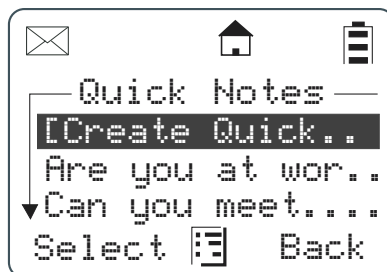 Quick Notes
[Create Quick..
Are you at wor..
Can you meet....
Select Back